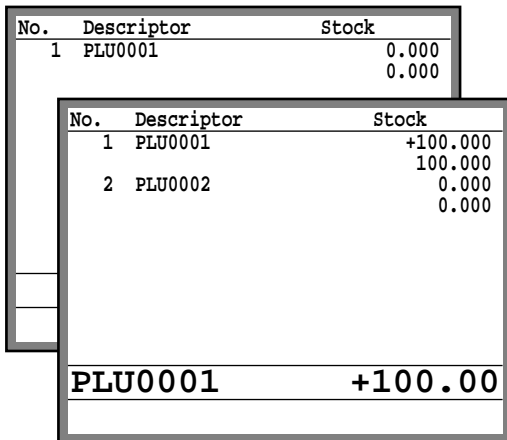 No. Descriptor Stock
1 PLU0001 0.000
0.000
No. Descriptor Stock
1 PLU0001 +100.000
100.000
2 PLU0002 0.000
0.000
PLU0001 +100.00